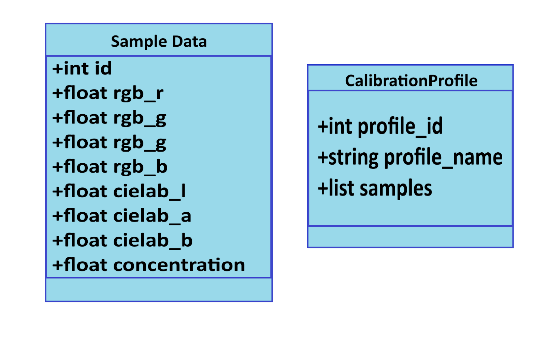 Sample Data
+int id
+float rgb_r
+float rgb_g
+float rgb_g
+float rgb_b
+float cielab_l
+float cielab_a
+float cielab_b
+float concentration
CalibrationProfile
+int profile_id
+string profile_name
+list samples